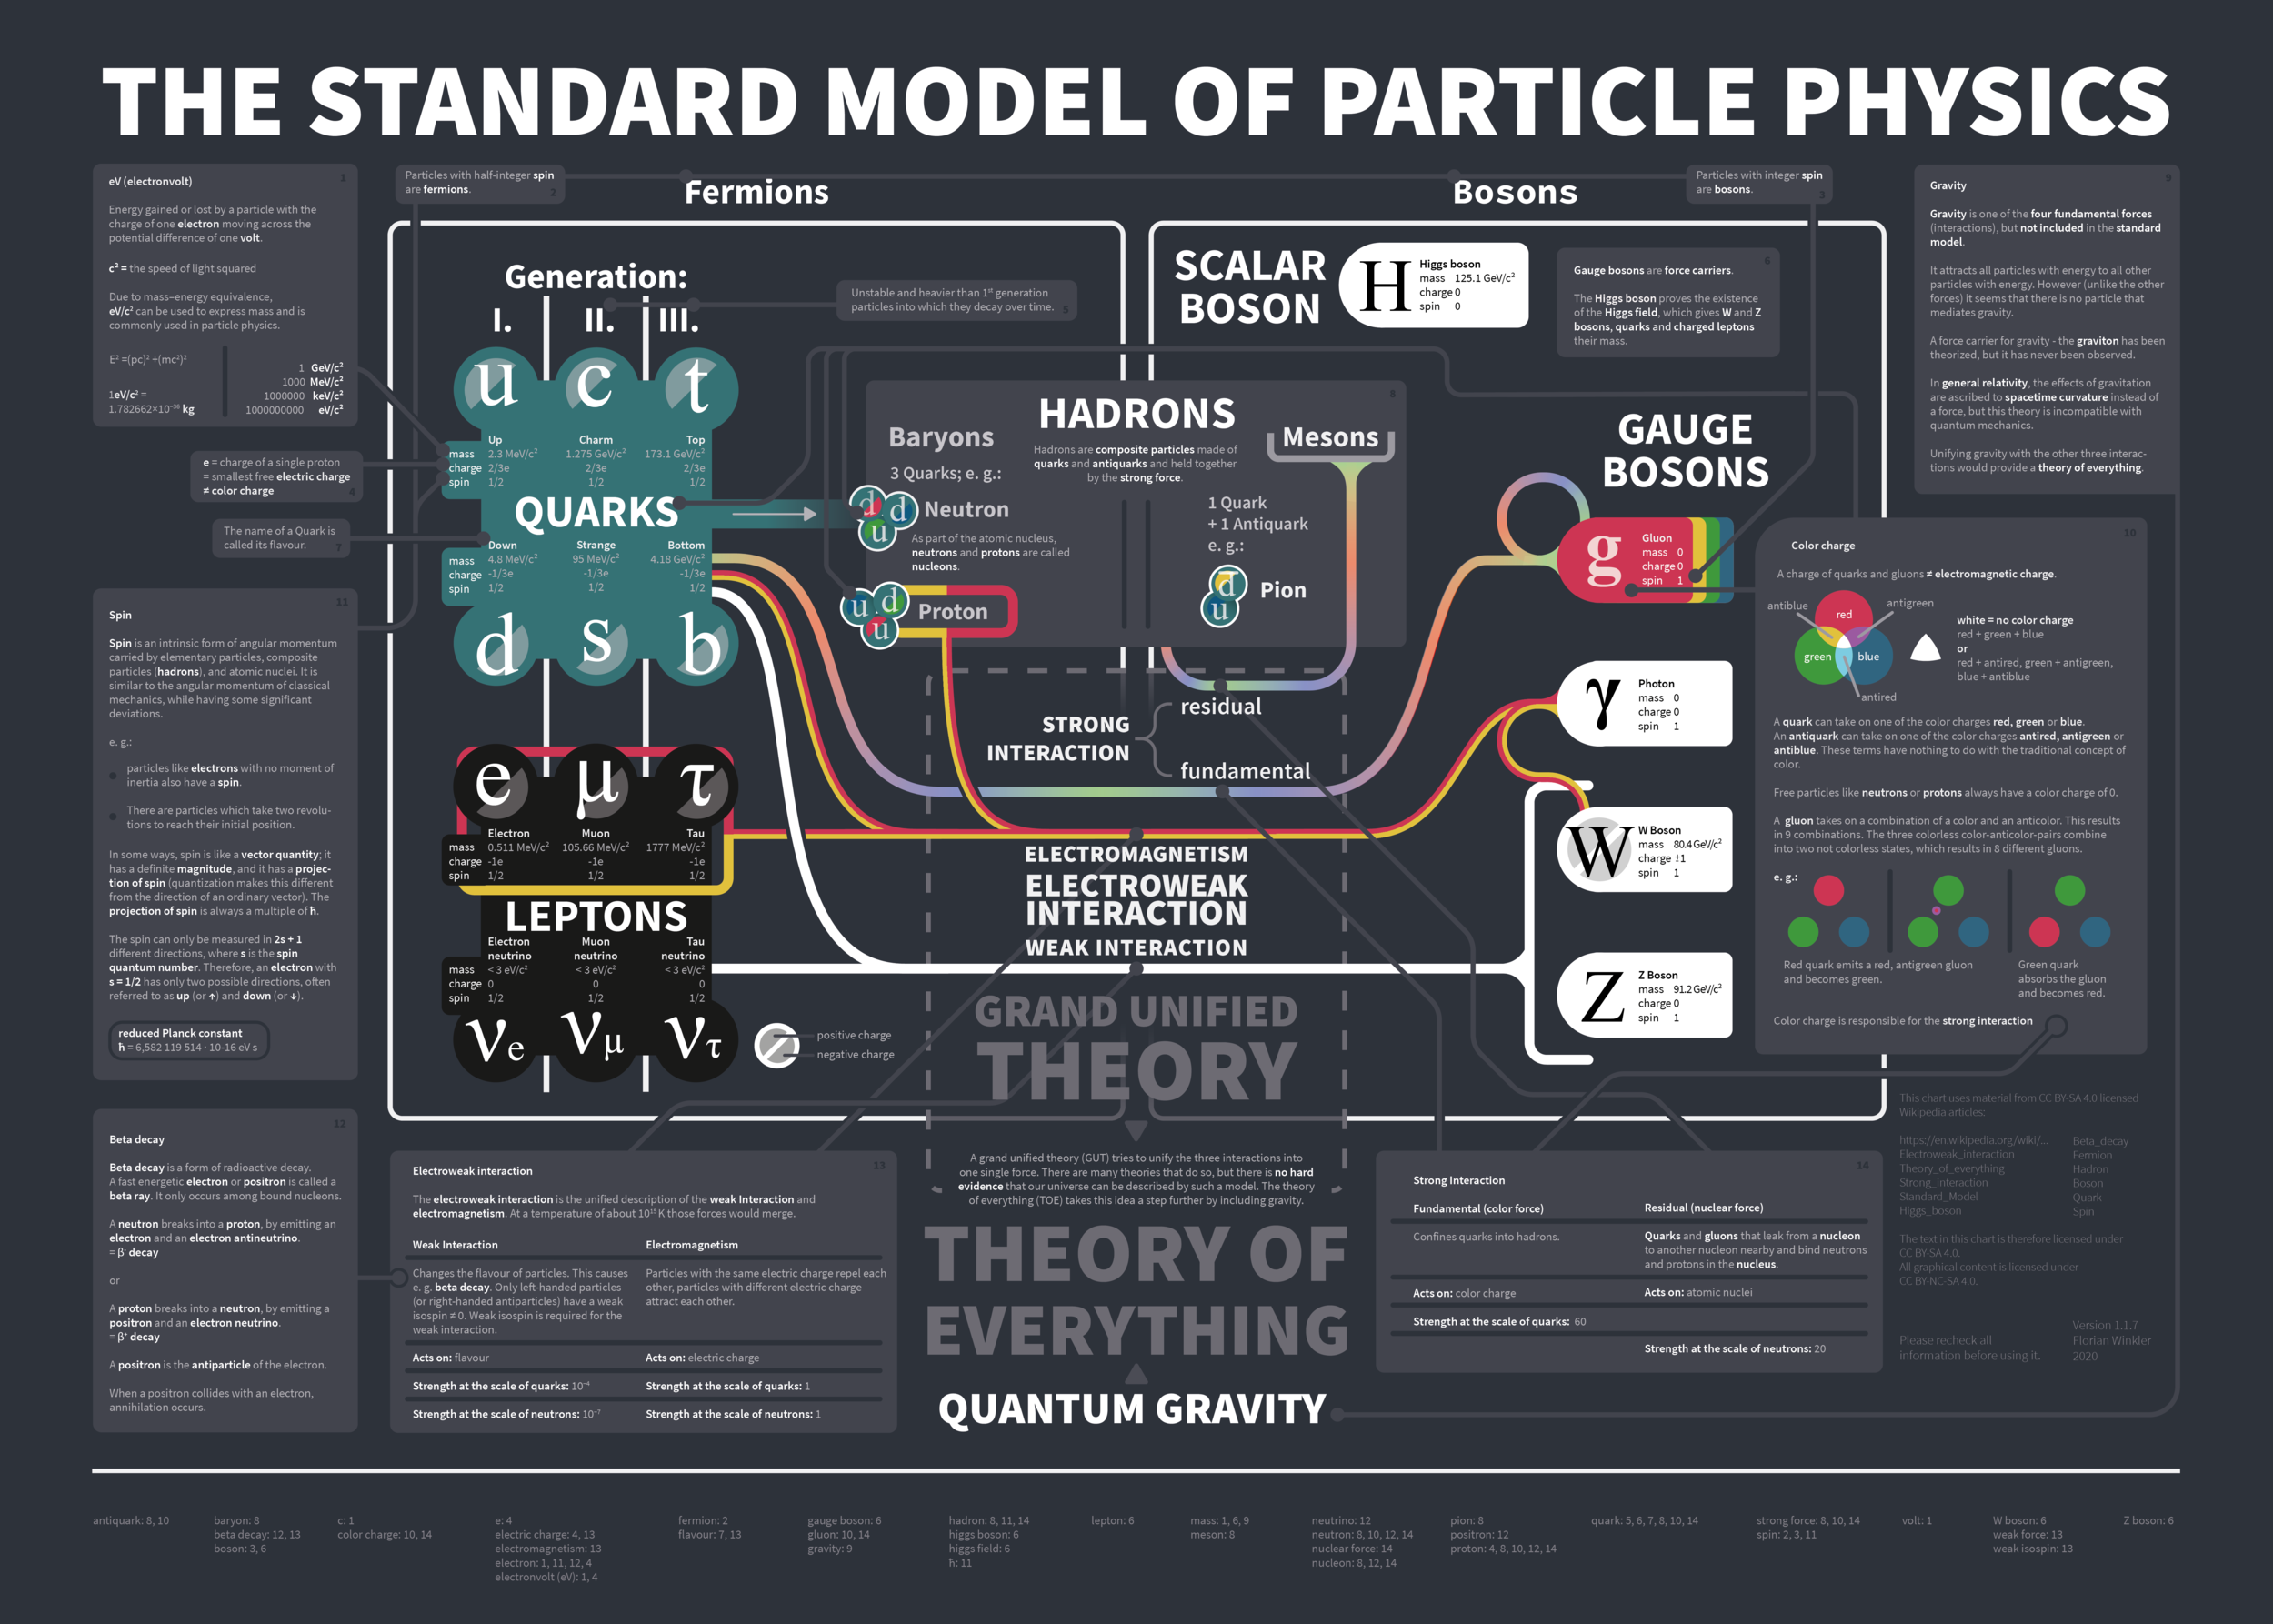 THE STANDARD MODEL OF PARTICLE PHYSICS
eV (electronvolt)
1
Energy gained or lost by a particle with the
charge of one electron moving across the
potential difference of one volt.
c² = the speed of light squared
Due to mass–energy equivalence,
eV/c² can be used to express mass and is
commonly used in particle physics.
E² =(pc)² +(mc²)²
1eV/c² =
1.782662×10⁻³⁶ kg
1 GeV/c²
1000 MeV/c²
1000000 keV/c²
1000000000 eV/c²
e = charge of a single proton
= smallest free electric charge
≠ color charge
4
The name of a Quark is
called its flavour.
7
Spin
11
Spin is an intrinsic form of angular momentum
carried by elementary particles, composite
particles (hadrons), and atomic nuclei. It is
similar to the angular momentum of classical
mechanics, while having some significant
deviations.
e. g.:
particles like electrons with no moment of
inertia also have a spin.
There are particles which take two revolu-
tions to reach their initial position.
In some ways, spin is like a vector quantity; it
has a definite magnitude, and it has a projec-
tion of spin (quantization makes this different
from the direction of an ordinary vector). The
projection of spin is always a multiple of ħ.
The spin can only be measured in 2s + 1
different directions, where s is the spin
quantum number. Therefore, an electron with
s = 1/2 has only two possible directions, often
referred to as up (or ↑) and down (or ↓).
reduced Planck constant
ħ = 6,582 119 514 · 10-16 eV s
Beta decay
12
Beta decay is a form of radioactive decay.
A fast energetic electron or positron is called a
beta ray. It only occurs among bound nucleons.
A neutron breaks into a proton, by emitting an
electron and an electron antineutrino.
= β⁻ decay
or
A proton breaks into a neutron, by emitting a
positron and an electron neutrino.
= β⁺ decay
A positron is the antiparticle of the electron.
When a positron collides with an electron,
annihilation occurs.
Particles with half-integer spin
are fermions.
2
Fermions
Generation:
I. II. III.
Unstable and heavier than 1st generation
particles into which they decay over time.
5
u c t
Up Charm Top
mass 2.3 MeV/c² 1.275 GeV/c² 173.1 GeV/c²
charge 2/3e 2/3e 2/3e
spin 1/2 1/2 1/2
QUARKS
Down Strange Bottom
mass 4.8 MeV/c² 95 MeV/c² 4.18 GeV/c²
charge -1/3e -1/3e -1/3e
spin 1/2 1/2 1/2
d s b
e μ τ
Electron Muon Tau
mass 0.511 MeV/c² 105.66 MeV/c² 1777 MeV/c²
charge -1e -1e -1e
spin 1/2 1/2 1/2
LEPTONS
Electron Muon Tau
neutrino neutrino neutrino
mass < 3 eV/c² < 3 eV/c² < 3 eV/c²
charge 0 0 0
spin 1/2 1/2 1/2
νe νμ ντ
positive charge
negative charge
HADRONS
8
Hadrons are composite particles made of
quarks and antiquarks and held together
by the strong force.
Baryons
3 Quarks; e. g.:
d d u
Neutron
As part of the atomic nucleus,
neutrons and protons are called
nucleons.
u d u
Proton
Mesons
1 Quark
+ 1 Antiquark
e. g.:
d̅ u
Pion
STRONG
INTERACTION
residual
fundamental
ELECTROMAGNETISM
ELECTROWEAK
INTERACTION
WEAK INTERACTION
GRAND UNIFIED
THEORY
A grand unified theory (GUT) tries to unify the three interactions into
one single force. There are many theories that do so, but there is no hard
evidence that our universe can be described by such a model. The theory
of everything (TOE) takes this idea a step further by including gravity.
THEORY OF
EVERYTHING
QUANTUM GRAVITY
Bosons
Particles with integer spin
are bosons.
3
SCALAR
BOSON
H
Higgs boson
mass 125.1 GeV/c²
charge 0
spin 0
Gauge bosons are force carriers.
6
The Higgs boson proves the existence
of the Higgs field, which gives W and Z
bosons, quarks and charged leptons
their mass.
GAUGE
BOSONS
g
Gluon
mass 0
charge 0
spin 1
γ
Photon
mass 0
charge 0
spin 1
W
W Boson
mass 80.4 GeV/c²
charge ±1
spin 1
Z
Z Boson
mass 91.2 GeV/c²
charge 0
spin 1
Gravity
9
Gravity is one of the four fundamental forces
(interactions), but not included in the standard
model.
It attracts all particles with energy to all other
particles with energy. However (unlike the other
forces) it seems that there is no particle that
mediates gravity.
A force carrier for gravity - the graviton has been
theorized, but it has never been observed.
In general relativity, the effects of gravitation
are ascribed to spacetime curvature instead of
a force, but this theory is incompatible with
quantum mechanics.
Unifying gravity with the other three interac-
tions would provide a theory of everything.
Color charge
10
A charge of quarks and gluons ≠ electromagnetic charge.
antiblue
red
antigreen
green
blue
antired
white = no color charge
red + green + blue
or
red + antired, green + antigreen,
blue + antiblue
A quark can take on one of the color charges red, green or blue.
An antiquark can take on one of the color charges antired, antigreen or
antiblue. These terms have nothing to do with the traditional concept of
color.
Free particles like neutrons or protons always have a color charge of 0.
A gluon takes on a combination of a color and an anticolor. This results
in 9 combinations. The three colorless color-anticolor-pairs combine
into two not colorless states, which results in 8 different gluons.
e. g.:
Red quark emits a red, antigreen gluon
and becomes green.
Green quark
absorbs the gluon
and becomes red.
Color charge is responsible for the strong interaction
Electroweak interaction
13
The electroweak interaction is the unified description of the weak Interaction and
electromagnetism. At a temperature of about 10¹⁵ K those forces would merge.
Weak Interaction
Changes the flavour of particles. This causes
e. g. beta decay. Only left-handed particles
(or right-handed antiparticles) have a weak
isospin ≠ 0. Weak isospin is required for the
weak interaction.
Acts on: flavour
Strength at the scale of quarks: 10⁻⁴
Strength at the scale of neutrons: 10⁻⁷
Electromagnetism
Particles with the same electric charge repel each
other, particles with different electric charge
attract each other.
Acts on: electric charge
Strength at the scale of quarks: 1
Strength at the scale of neutrons: 1
Strong Interaction
14
Fundamental (color force)
Confines quarks into hadrons.
Acts on: color charge
Strength at the scale of quarks: 60
Residual (nuclear force)
Quarks and gluons that leak from a nucleon
to another nucleon nearby and bind neutrons
and protons in the nucleus.
Acts on: atomic nuclei
Strength at the scale of neutrons: 20
This chart uses material from CC BY-SA 4.0 licensed
Wikipedia articles:
https://en.wikipedia.org/wiki/...
Electroweak_interaction
Theory_of_everything
Strong_interaction
Standard_Model
Higgs_boson
Beta_decay
Fermion
Hadron
Boson
Quark
Spin
The text in this chart is therefore licensed under
CC BY-SA 4.0.
All graphical content is licensed under
CC BY-NC-SA 4.0.
Please recheck all
information before using it.
Version 1.1.7
Florian Winkler
2020
antiquark: 8, 10
baryon: 8
beta decay: 12, 13
boson: 3, 6
c: 1
color charge: 10, 14
e: 4
electric charge: 4, 13
electromagnetism: 13
electron: 1, 11, 12, 4
electronvolt (eV): 1, 4
fermion: 2
flavour: 7, 13
gauge boson: 6
gluon: 10, 14
gravity: 9
hadron: 8, 11, 14
higgs boson: 6
higgs field: 6
ħ: 11
lepton: 6
mass: 1, 6, 9
meson: 8
neutrino: 12
neutron: 8, 10, 12, 14
nuclear force: 14
nucleon: 8, 12, 14
pion: 8
positron: 12
proton: 4, 8, 10, 12, 14
quark: 5, 6, 7, 8, 10, 14
strong force: 8, 10, 14
spin: 2, 3, 11
volt: 1
W boson: 6
weak force: 13
weak isospin: 13
Z boson: 6